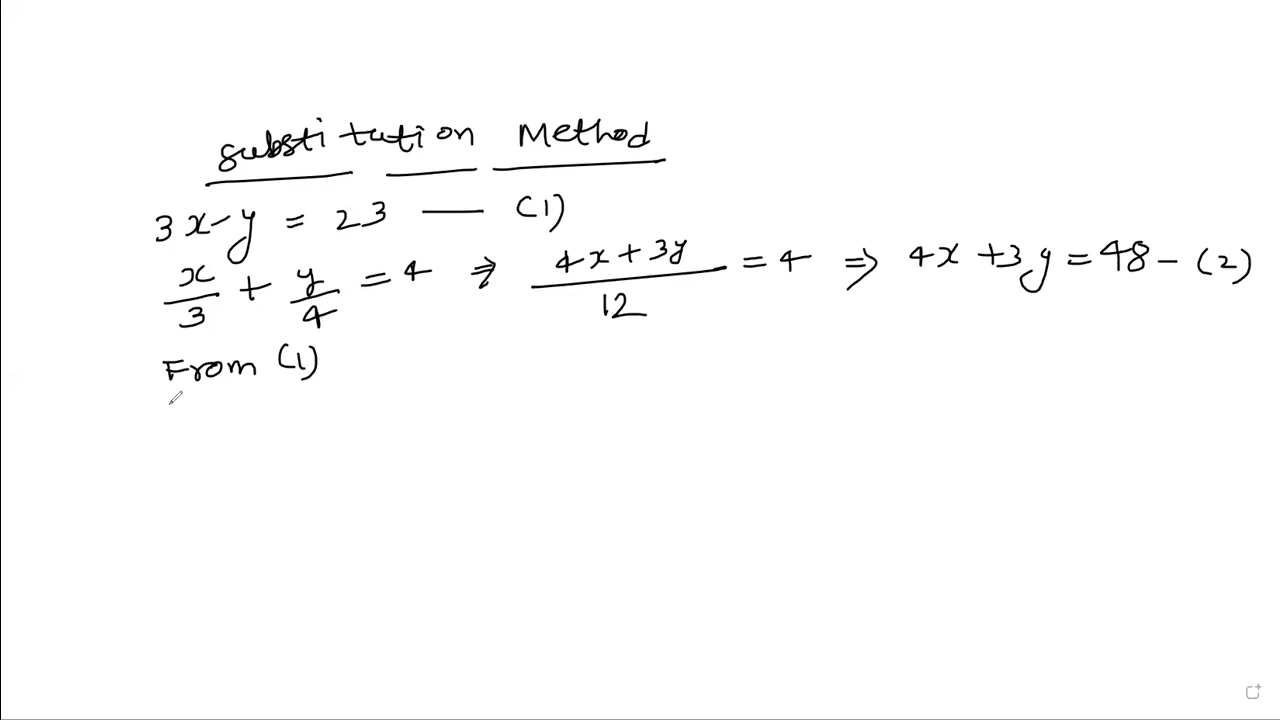 substitution Method
3x-y = 23 —— (1)
x/3 + y/4 = 4 ⇒ (4x+3y)/12 = 4 ⇒ 4x+3y=48 - (2)
From (1)